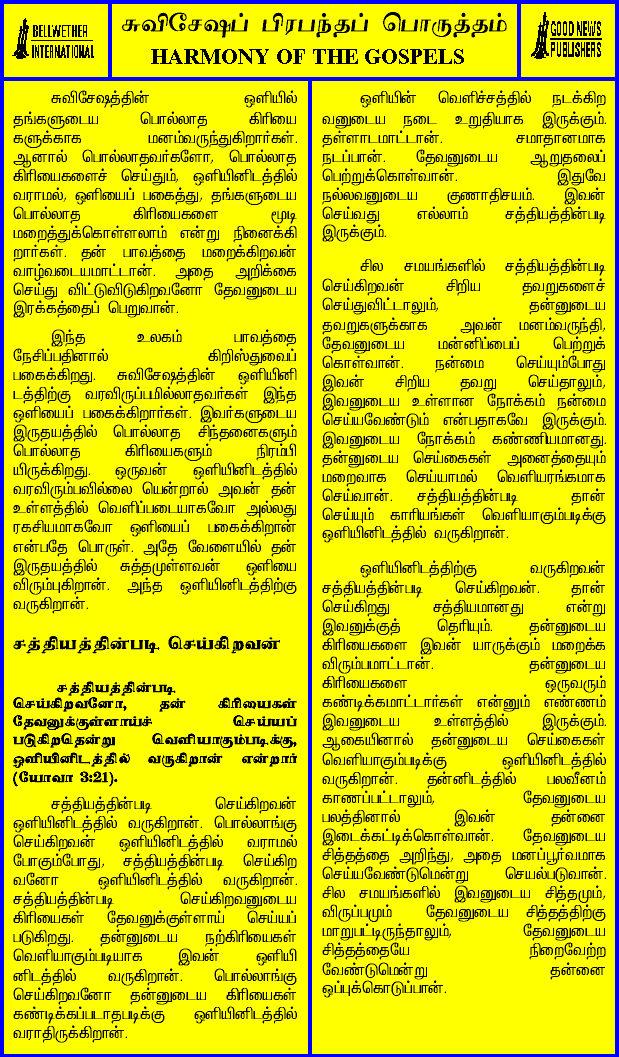 BELLWETHER
INTERNATIONAL
சுவிசேஷப் பிரபந்தப் பொருத்தம்
HARMONY OF THE GOSPELS
GOOD NEWS
PUBLISHERS
சுவிசேஷத்தின் ஒளியில்
தங்களுடைய பொல்லாத கிரியை
களுக்காக மனம்வருந்துகிறார்கள்.
ஆனால் பொல்லாதவர்களோ, பொல்லாத
கிரியைகளைச் செய்தும், ஒளியினிடத்தில்
வராமல், ஒளியைப் பகைத்து, தங்களுடைய
பொல்லாத கிரியைகளை மூடி
மறைத்துக்கொள்ளலாம் என்று நினைக்கி
றார்கள். தன் பாவத்தை மறைக்கிறவன்
வாழ்வடையமாட்டான். அதை அறிக்கை
செய்து விட்டுவிடுகிறவனோ தேவனுடைய
இரக்கத்தைப் பெறுவான்.
இந்த உலகம் பாவத்தை
நேசிப்பதினால் கிறிஸ்துவைப்
பகைக்கிறது. சுவிசேஷத்தின் ஒளியினி
டத்திற்கு வரவிருப்பமில்லாதவர்கள் இந்த
ஒளியைப் பகைக்கிறார்கள். இவர்களுடைய
இருதயத்தில் பொல்லாத சிந்தனைகளும்
பொல்லாத கிரியைகளும் நிரம்பி
யிருக்கிறது. ஒருவன் ஒளியினிடத்தில்
வரவிரும்பவில்லை யென்றால் அவன் தன்
உள்ளத்தில் வெளிப்படையாகவோ அல்லது
ரகசியமாகவோ ஒளியைப் பகைக்கிறான்
என்பதே பொருள். அதே வேளையில் தன்
இருதயத்தில் சுத்தமுள்ளவன் ஒளியை
விரும்புகிறான். அந்த ஒளியினிடத்திற்கு
வருகிறான்.
சத்தியத்தின்படி செய்கிறவன்
சத்தியத்தின்படி
செய்கிறவனோ, தன் கிரியைகள்
தேவனுக்குள்ளாய்ச் செய்யப்
படுகிறதென்று வெளியாகும்படிக்கு,
ஒளியினிடத்தில் வருகிறான் என்றார்
(யோவா 3:21).
சத்தியத்தின்படி செய்கிறவன்
ஒளியினிடத்தில் வருகிறான். பொல்லாங்கு
செய்கிறவன் ஒளியினிடத்தில் வராமல்
போகும்போது, சத்தியத்தின்படி செய்கிற
வனோ ஒளியினிடத்தில் வருகிறான்.
சத்தியத்தின்படி செய்கிறவனுடைய
கிரியைகள் தேவனுக்குள்ளாய் செய்யப்
படுகிறது. தன்னுடைய நற்கிரியைகள்
வெளியாகும்படியாக இவன் ஒளியி
னிடத்தில் வருகிறான். பொல்லாங்கு
செய்கிறவனோ தன்னுடைய கிரியைகள்
கண்டிக்கப்படாதபடிக்கு ஒளியினிடத்தில்
வராதிருக்கிறான்.
ஒளியின் வெளிச்சத்தில் நடக்கிற
வனுடைய நடை உறுதியாக இருக்கும்.
தள்ளாடமாட்டான். சமாதானமாக
நடப்பான். தேவனுடைய ஆறுதலைப்
பெற்றுக்கொள்வான். இதுவே
நல்லவனுடைய குணாதிசயம். இவன்
செய்வது எல்லாம் சத்தியத்தின்படி
இருக்கும்.
சில சமயங்களில் சத்தியத்தின்படி
செய்கிறவன் சிறிய தவறுகளைச்
செய்துவிட்டாலும், தன்னுடைய
தவறுகளுக்காக அவன் மனம்வருந்தி,
தேவனுடைய மன்னிப்பைப் பெற்றுக்
கொள்வான். நன்மை செய்யும்போது
இவன் சிறிய தவறு செய்தாலும்,
இவனுடைய உள்ளான நோக்கம் நன்மை
செய்யவேண்டும் என்பதாகவே இருக்கும்.
இவனுடைய நோக்கம் கண்ணியமானது.
தன்னுடைய செய்கைகள் அனைத்தையும்
மறைவாக செய்யாமல் வெளியரங்கமாக
செய்வான். சத்தியத்தின்படி தான்
செய்யும் காரியங்கள் வெளியாகும்படிக்கு
ஒளியினிடத்தில் வருகிறான்.
ஒளியினிடத்திற்கு வருகிறவன்
சத்தியத்தின்படி செய்கிறவன். தான்
செய்கிறது சத்தியமானது என்று
இவனுக்குத் தெரியும். தன்னுடைய
கிரியைகளை இவன் யாருக்கும் மறைக்க
விரும்பமாட்டான். தன்னுடைய
கிரியைகளை ஒருவரும்
கண்டிக்கமாட்டார்கள் என்னும் எண்ணம்
இவனுடைய உள்ளத்தில் இருக்கும்.
ஆகையினால் தன்னுடைய செய்கைகள்
வெளியாகும்படிக்கு ஒளியினிடத்தில்
வருகிறான். தன்னிடத்தில் பலவீனம்
காணப்பட்டாலும், தேவனுடைய
பலத்தினால் இவன் தன்னை
இடைக்கட்டிக்கொள்வான். தேவனுடைய
சித்தத்தை அறிந்து, அதை மனப்பூர்வமாக
செய்யவேண்டுமென்று செயல்படுவான்.
சில சமயங்களில் இவனுடைய சித்தமும்,
விருப்பமும் தேவனுடைய சித்தத்திற்கு
மாறுபட்டிருந்தாலும், தேவனுடைய
சித்தத்தையே நிறைவேற்ற
வேண்டுமென்று தன்னை
ஒப்புக்கொடுப்பான்.